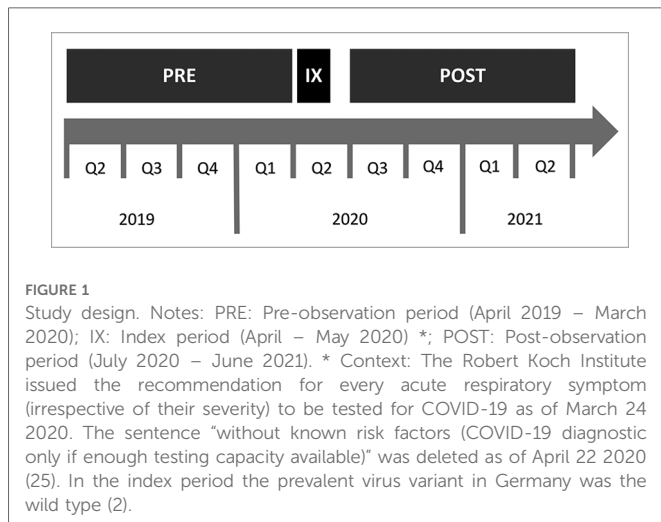 PRE IX POST
Q2 Q3 Q4 Q1 Q2 Q3 Q4 Q1 Q2
2019 2020 2021
FIGURE 1
Study design. Notes: PRE: Pre-observation period (April 2019 – March
2020); IX: Index period (April – May 2020) *; POST: Post-observation
period (July 2020 – June 2021). * Context: The Robert Koch Institute
issued the recommendation for every acute respiratory symptom
(irrespective of their severity) to be tested for COVID-19 as of March 24
2020. The sentence “without known risk factors (COVID-19 diagnostic
only if enough testing capacity available)” was deleted as of April 22 2020
(25). In the index period the prevalent virus variant in Germany was the
wild type (2).